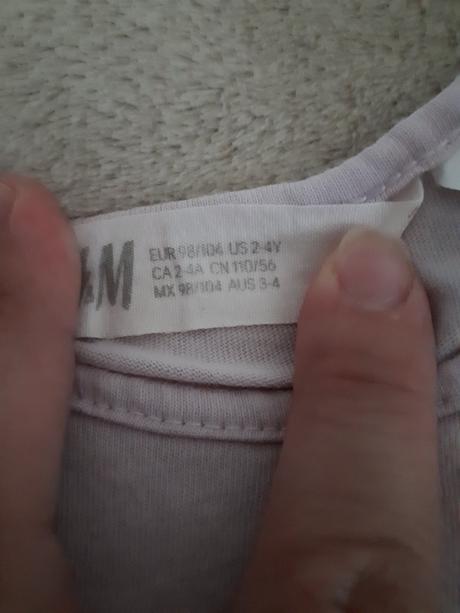 &M
EUR 98/104 US 2-4Y
CA 2-4A CN 110/56
MX 98/104 AUS 3-4